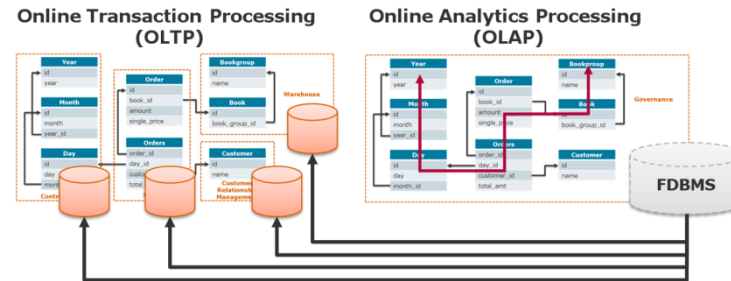 Online Transaction Processing
(OLTP)
Online Analytics Processing
(OLAP)
Year
id
year
Month
id
month
year_id
Day
id
day
Order
id
book_id
amount
single_price
Orders
order_id
day_id
Bookgroup
id
name
Warehouse
Book
id
book_group_id
Customer
id
name
Customer
Relationship
Year
id
year
Month
id
month
year_id
Day
id
day
month_id
Order
id
book_id
amount
single_price
Orders
order_id
day_id
customer_id
total_amt
Bookgroup
id
name
Book
id
book_group_id
Customer
id
name
Governance
FDBMS